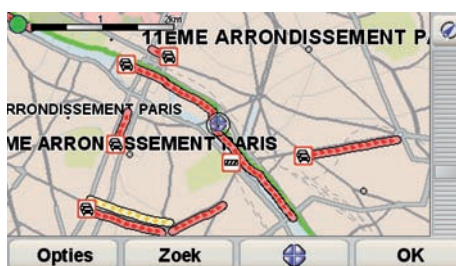 1 2km
11EME ARRONDISSEMENT P
RRONDISSEMENT PARIS
ME ARRONDISSEMENT PARIS
Opties Zoek OK